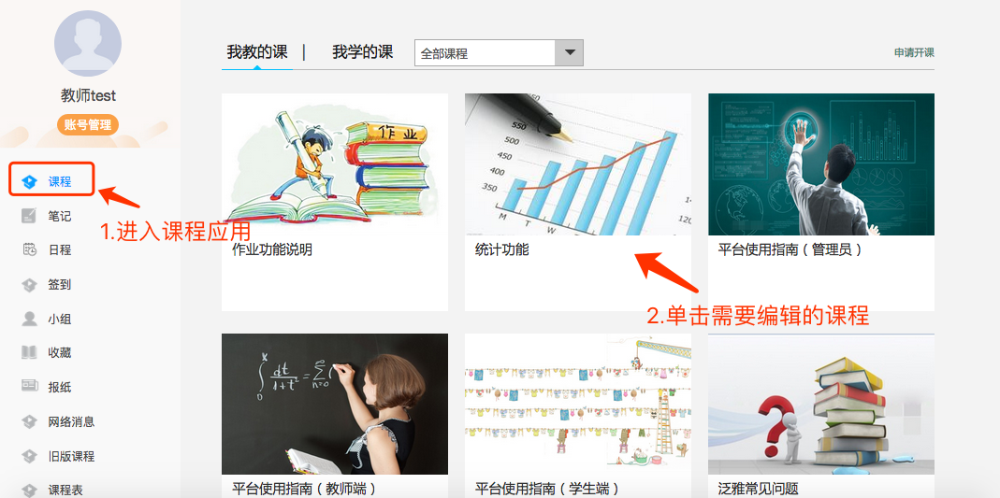 教师test
账号管理
课程
笔记
日程
签到
小组
收藏
报纸
网络消息
旧版课程
课程表
1.进入课程应用
我教的课 | 我学的课 全部课程 申请开课
作业
作业功能说明
550
500
450
400
350
M T W
统计功能
平台使用指南（管理员）
2.单击需要编辑的课程
平台使用指南（教师端）
平台使用指南（学生端）
?
泛雅常见问题